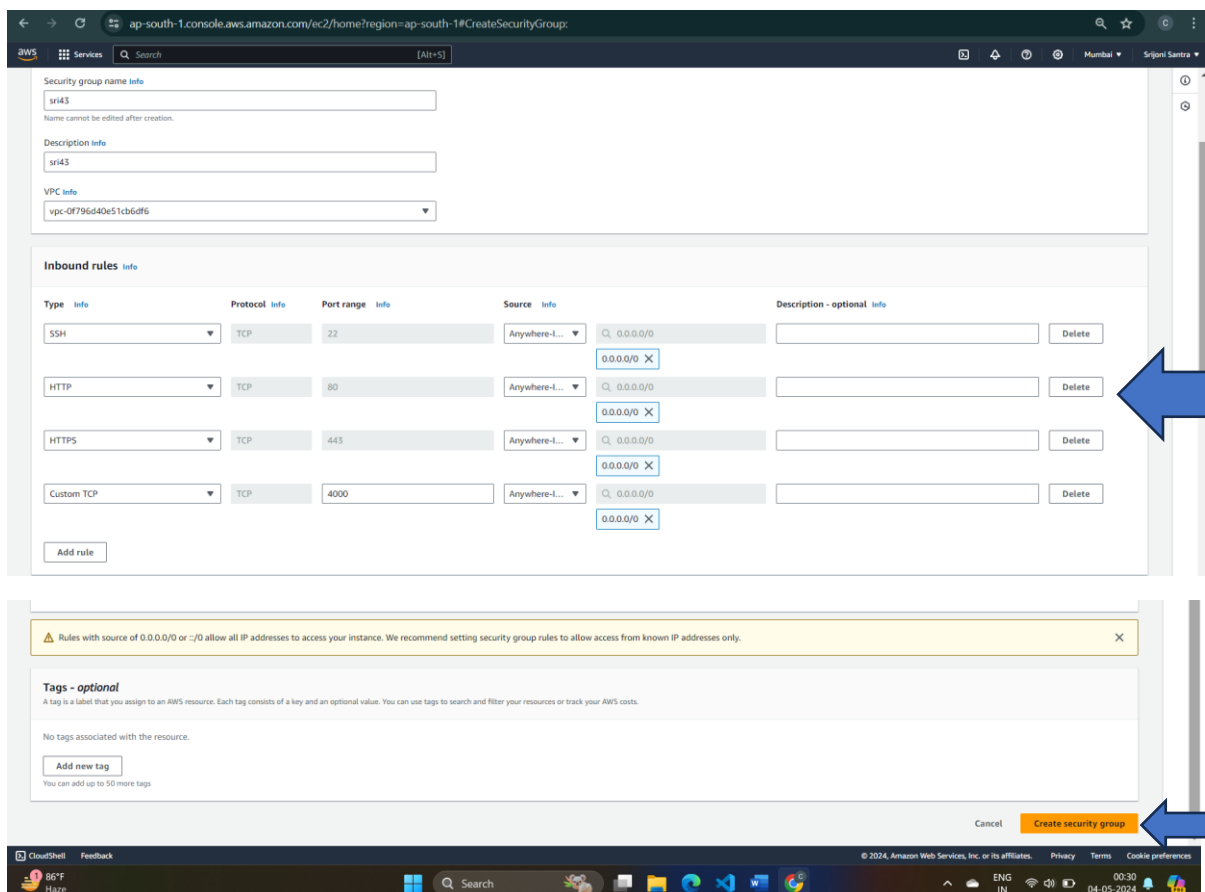 ap-south-1.console.aws.amazon.com/ec2/home?region=ap-south-1#CreateSecurityGroup:
C
aws Services Search [Alt+S] Mumbai Srijoni Santra
Security group name Info
sri43
Name cannot be edited after creation.
Description Info
sri43
VPC Info
vpc-0f796d40e51cb6df6
Inbound rules Info
Type Info Protocol Info Port range Info Source Info Description - optional Info
SSH TCP 22 Anywhere-I... 0.0.0.0/0 Delete
0.0.0.0/0
HTTP TCP 80 Anywhere-I... 0.0.0.0/0 Delete
0.0.0.0/0
HTTPS TCP 443 Anywhere-I... 0.0.0.0/0 Delete
0.0.0.0/0
Custom TCP TCP 4000 Anywhere-I... 0.0.0.0/0 Delete
0.0.0.0/0
Add rule
Rules with source of 0.0.0.0/0 or ::/0 allow all IP addresses to access your instance. We recommend setting security group rules to allow access from known IP addresses only.
Tags - optional
A tag is a label that you assign to an AWS resource. Each tag consists of a key and an optional value. You can use tags to search and filter your resources or track your AWS costs.
No tags associated with the resource.
Add new tag
You can add up to 50 more tags
Cancel Create security group
CloudShell Feedback © 2024, Amazon Web Services, Inc. or its affiliates. Privacy Terms Cookie preferences
1 86°F Search ENG 00:30
Haze IN 04-05-2024